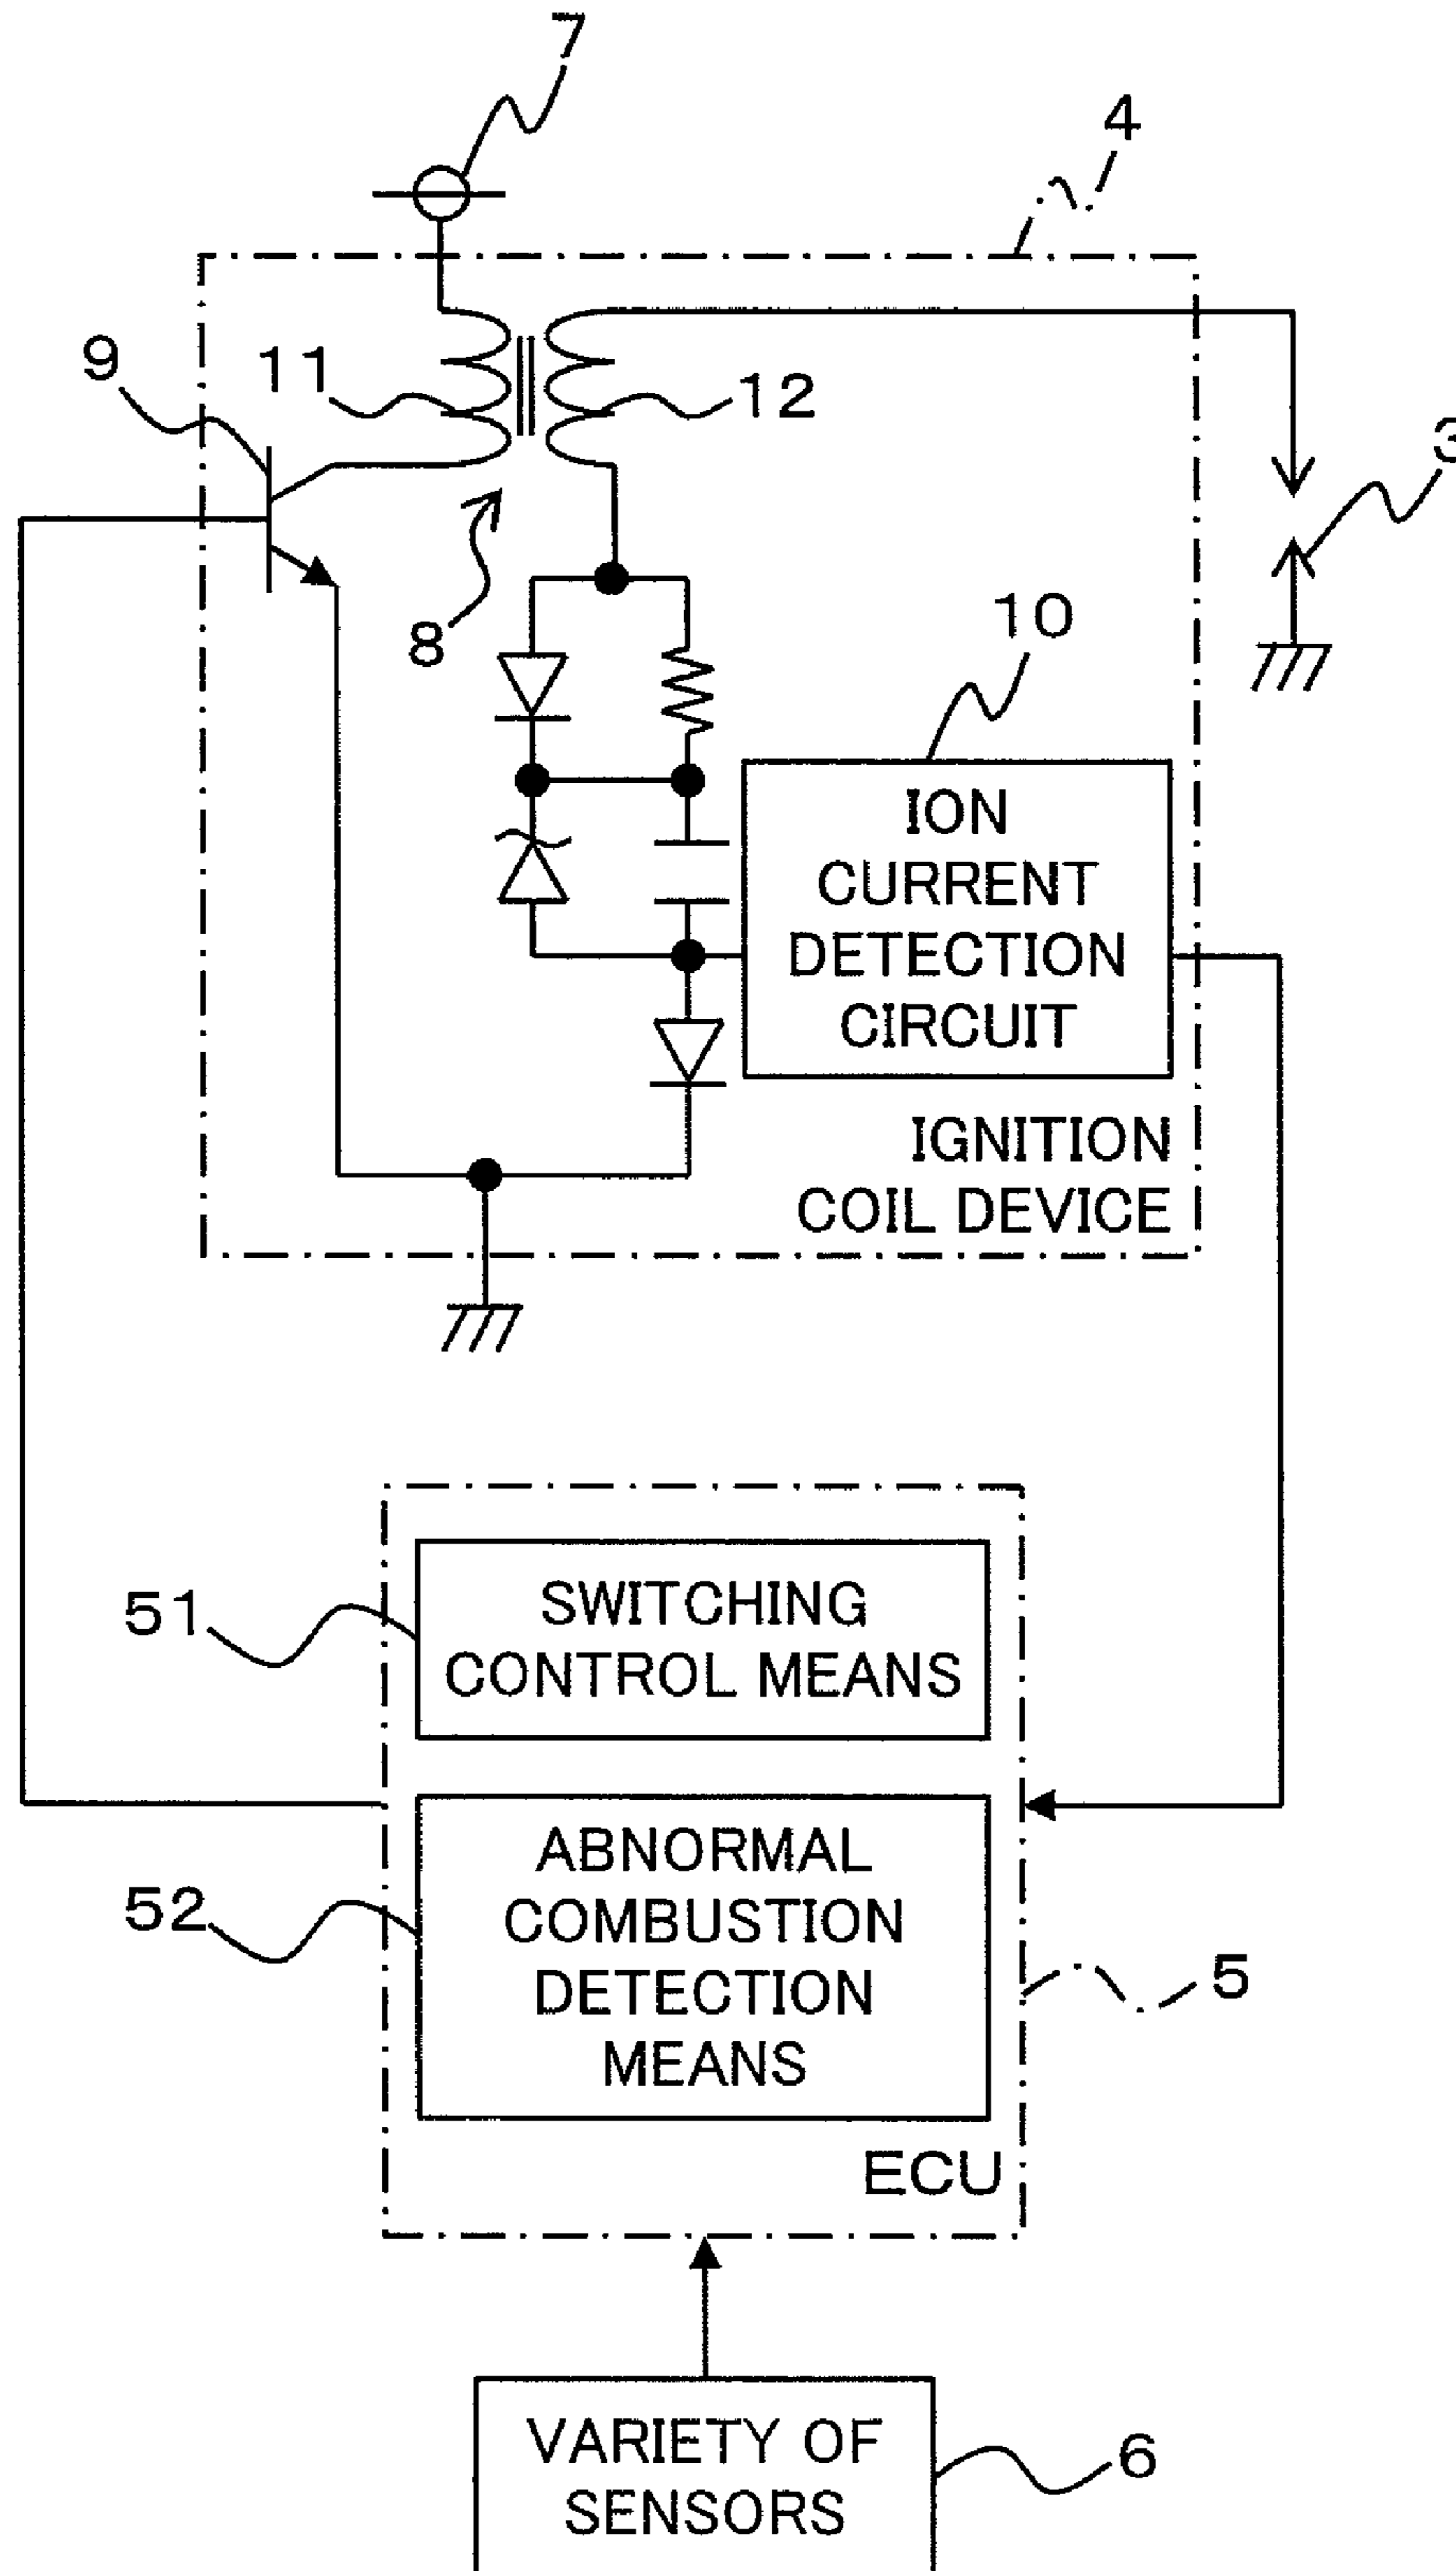 7
4
9
11
12
3
8
10
ION
CURRENT
DETECTION
CIRCUIT
IGNITION
COIL DEVICE
51
SWITCHING
CONTROL MEANS
52
ABNORMAL
COMBUSTION
DETECTION
MEANS
5
ECU
VARIETY OF
SENSORS
6